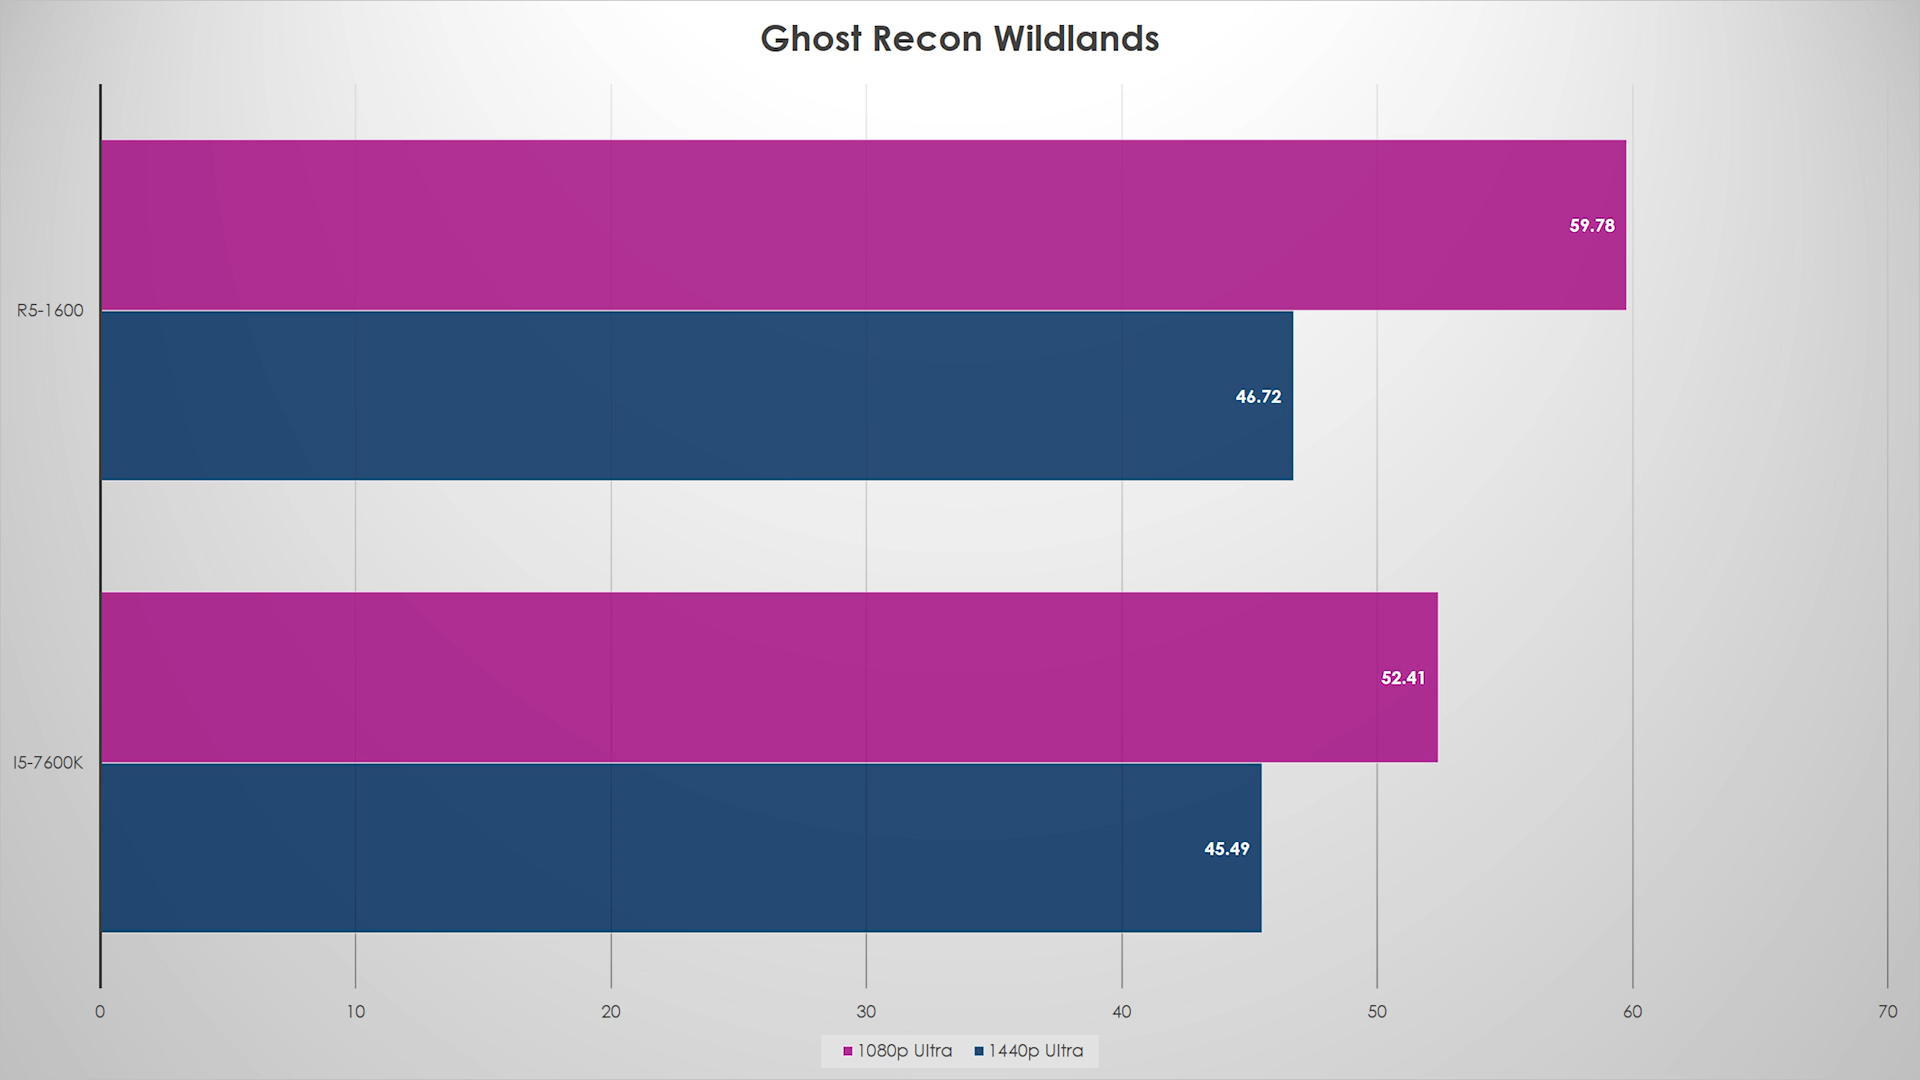 Ghost Recon Wildlands
59.78
R5-1600
46.72
52.41
I5-7600K
45.49
0 10 20 30 40 50 60 70
1080p Ultra 1440p Ultra